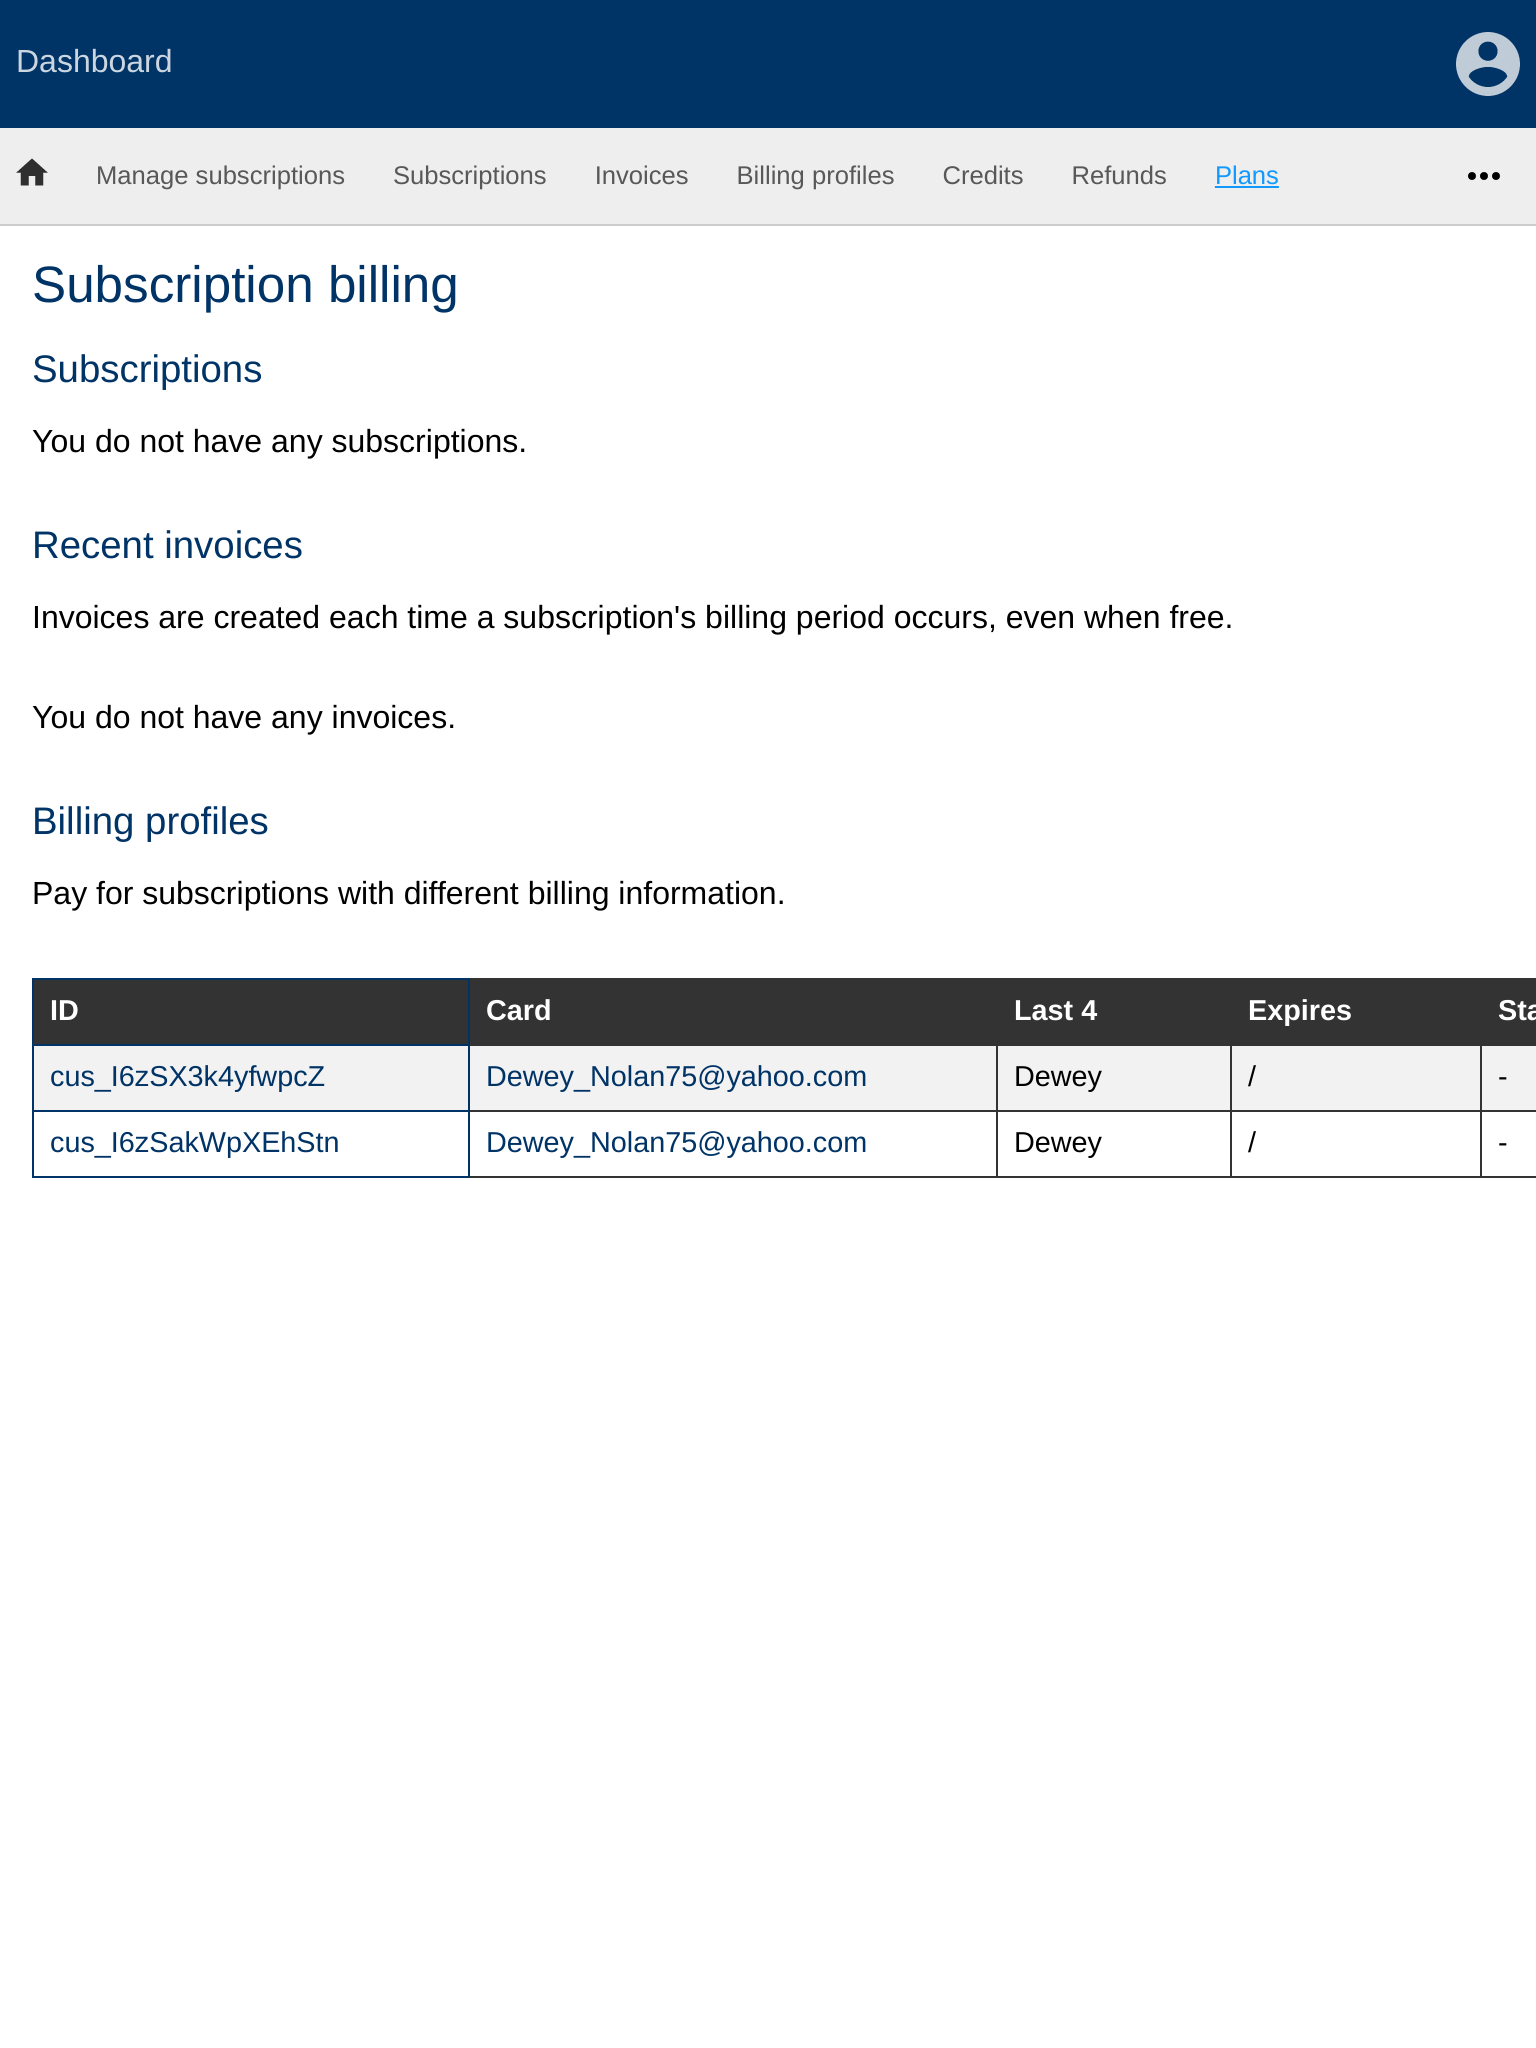 Dashboard
Manage subscriptions Subscriptions Invoices Billing profiles Credits Refunds Plans
Subscription billing
Subscriptions
You do not have any subscriptions.
Recent invoices
Invoices are created each time a subscription's billing period occurs, even when free.
You do not have any invoices.
Billing profiles
Pay for subscriptions with different billing information.
ID Card Last 4 Expires
cus_I6zSX3k4yfwpcZ Dewey_Nolan75@yahoo.com Dewey / -
cus_I6zSakWpXEhStn Dewey_Nolan75@yahoo.com Dewey / -